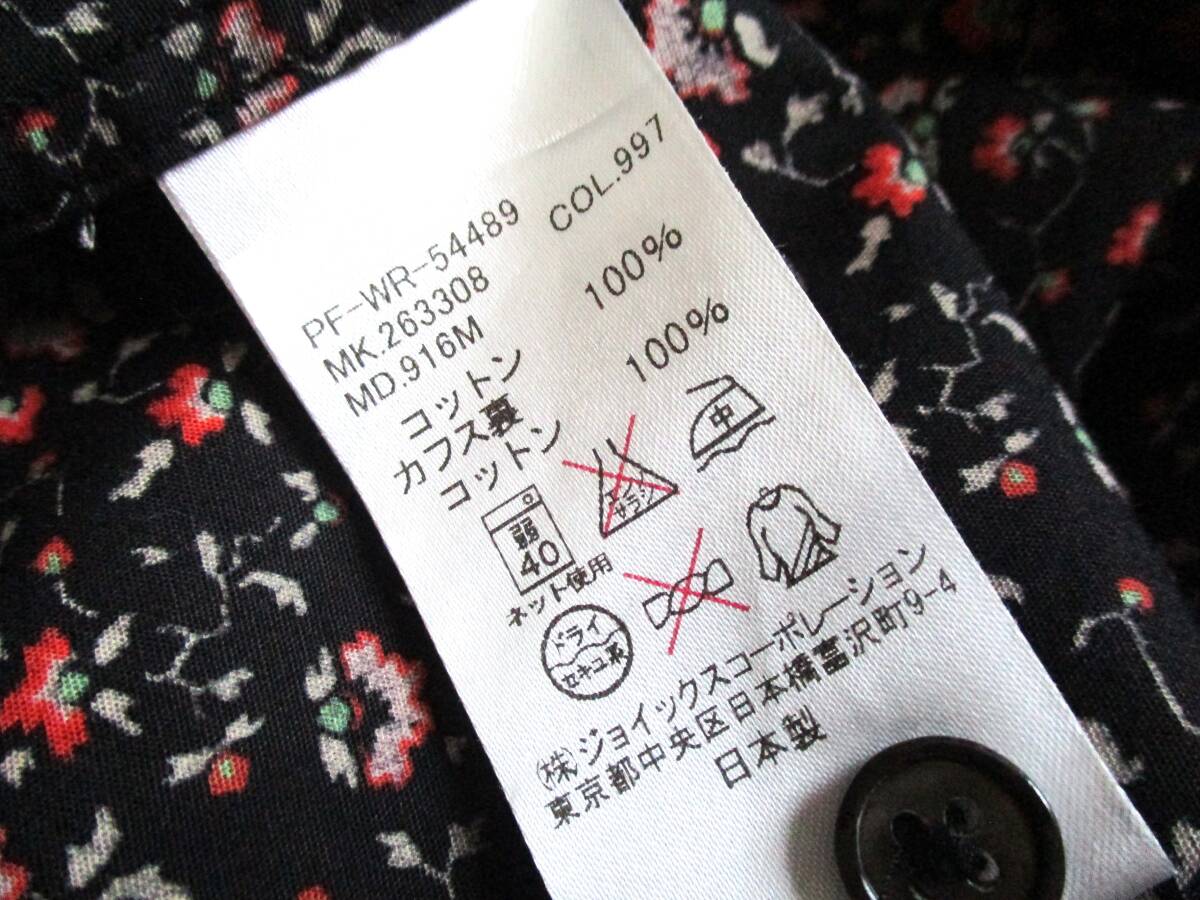 PF-WR-54489 COL.997
MK.263308
MD.916M
コットン 100%
カフス裏
コットン 100%
弱
40
ネット使用
エンソ
サラシ
中
ドライ
セキユ系
(株)ジョイックスコーポレーション
東京都中央区日本橋富沢町9-4
日本製